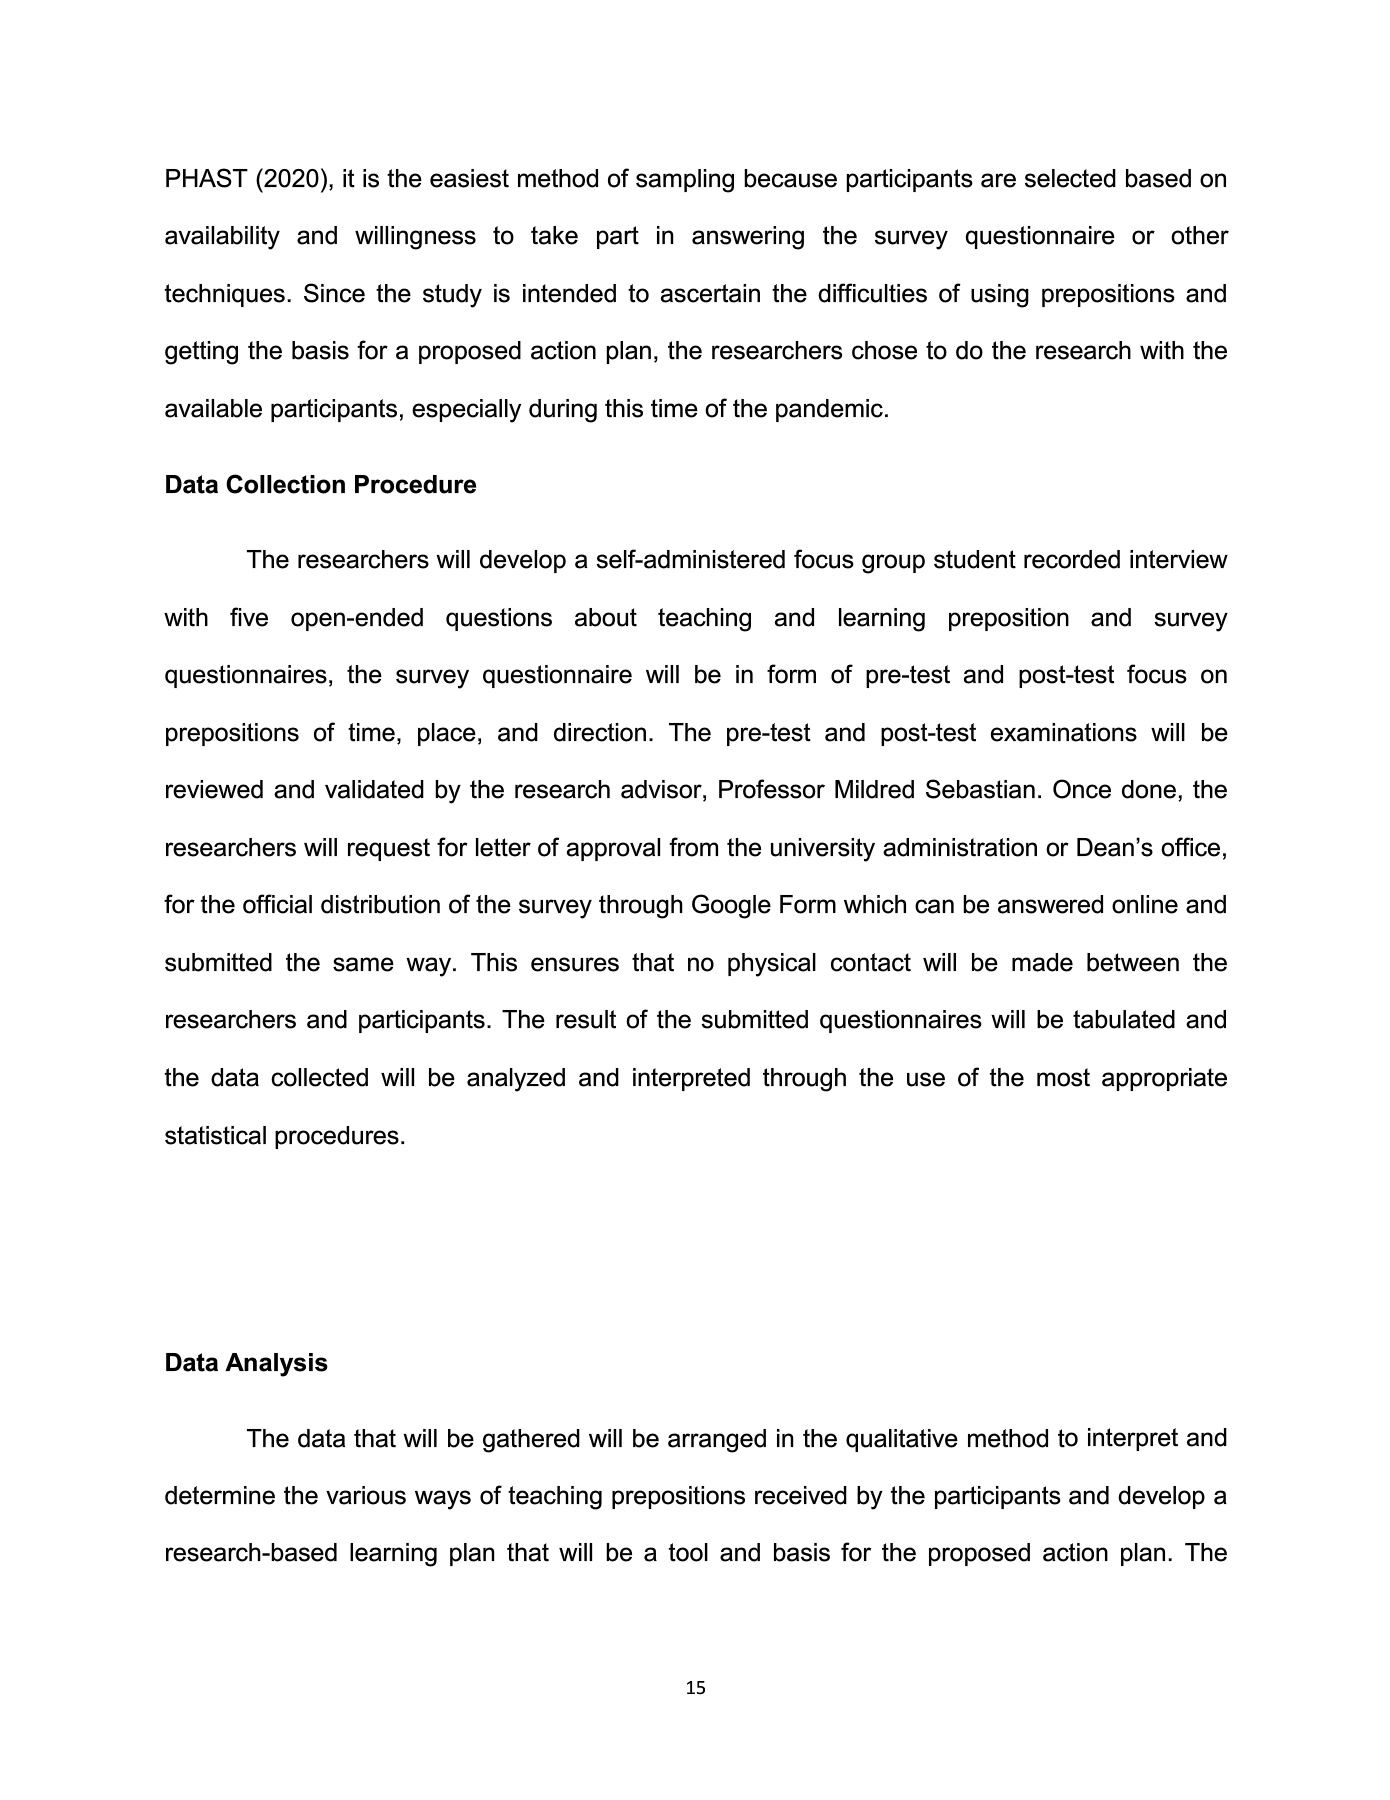 PHAST (2020), it is the easiest method of sampling because participants are selected based on
availability and willingness to take part in answering the survey questionnaire or other
techniques. Since the study is intended to ascertain the difficulties of using prepositions and
getting the basis for a proposed action plan, the researchers chose to do the research with the
available participants, especially during this time of the pandemic.
Data Collection Procedure
The researchers will develop a self-administered focus group student recorded interview
with five open-ended questions about teaching and learning preposition and survey
questionnaires, the survey questionnaire will be in form of pre-test and post-test focus on
prepositions of time, place, and direction. The pre-test and post-test examinations will be
reviewed and validated by the research advisor, Professor Mildred Sebastian. Once done, the
researchers will request for letter of approval from the university administration or Dean’s office,
for the official distribution of the survey through Google Form which can be answered online and
submitted the same way. This ensures that no physical contact will be made between the
researchers and participants. The result of the submitted questionnaires will be tabulated and
the data collected will be analyzed and interpreted through the use of the most appropriate
statistical procedures.
Data Analysis
The data that will be gathered will be arranged in the qualitative method to interpret and
determine the various ways of teaching prepositions received by the participants and develop a
research-based learning plan that will be a tool and basis for the proposed action plan. The
15